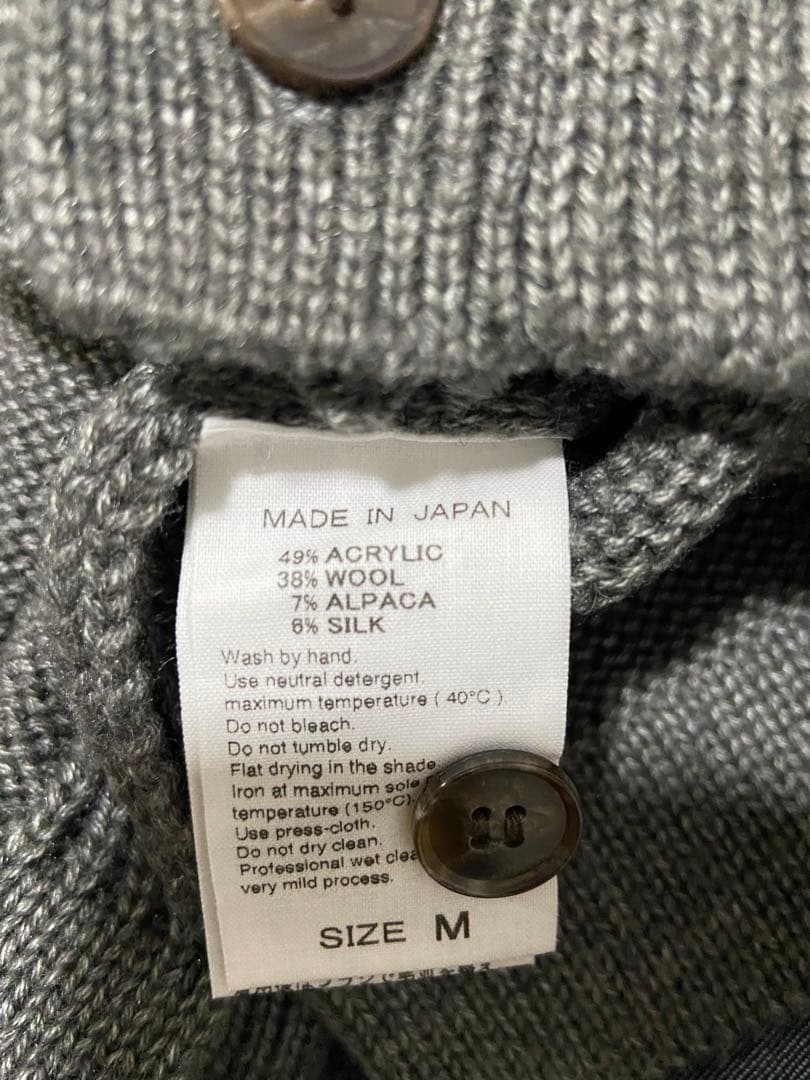 MADE IN JAPAN
49% ACRYLIC
38% WOOL
7% ALPACA
6% SILK
Wash by hand.
Use neutral detergent.
maximum temperature ( 40°C )
Do not bleach.
Do not tumble dry.
Flat drying in the shade.
Iron at maximum sole
temperature (150°C).
Use press-cloth.
Do not dry clean.
Professional wet
very mild process.
SIZE M